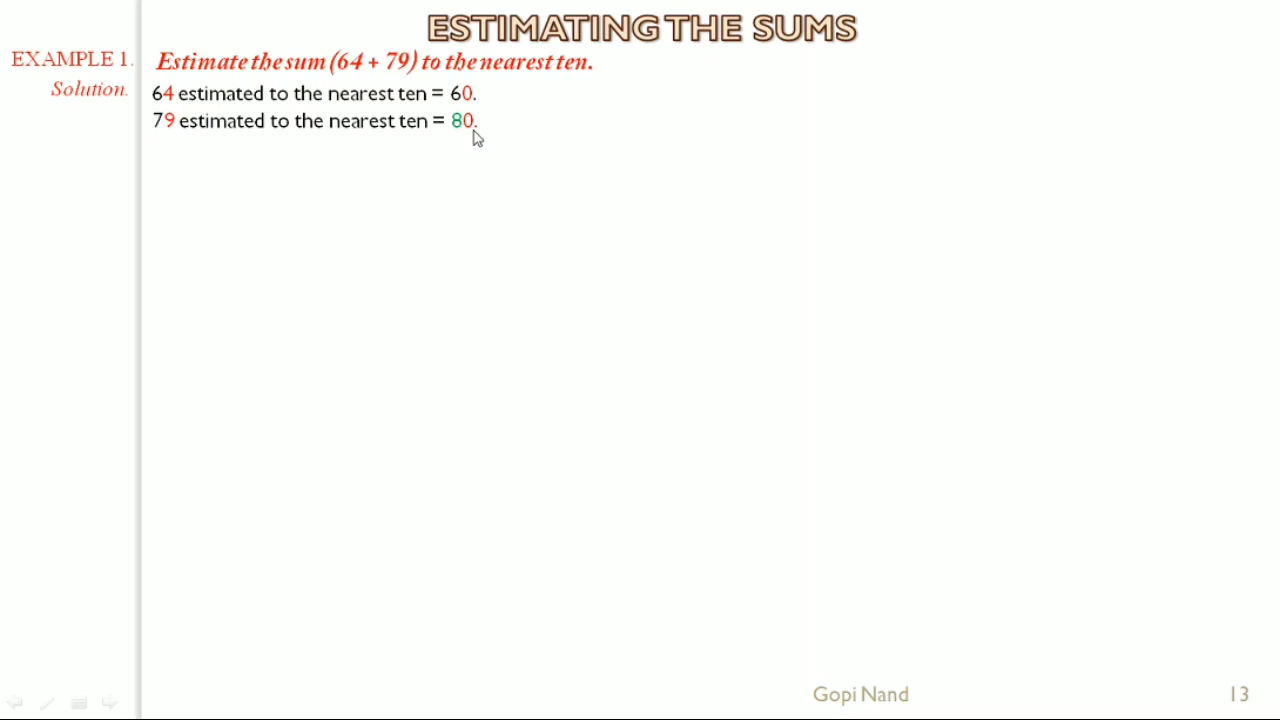 ESTIMATING THE SUMS
EXAMPLE 1. Estimate the sum (64 + 79) to the nearest ten.
Solution. 64 estimated to the nearest ten = 60.
79 estimated to the nearest ten = 80.
Gopi Nand 13